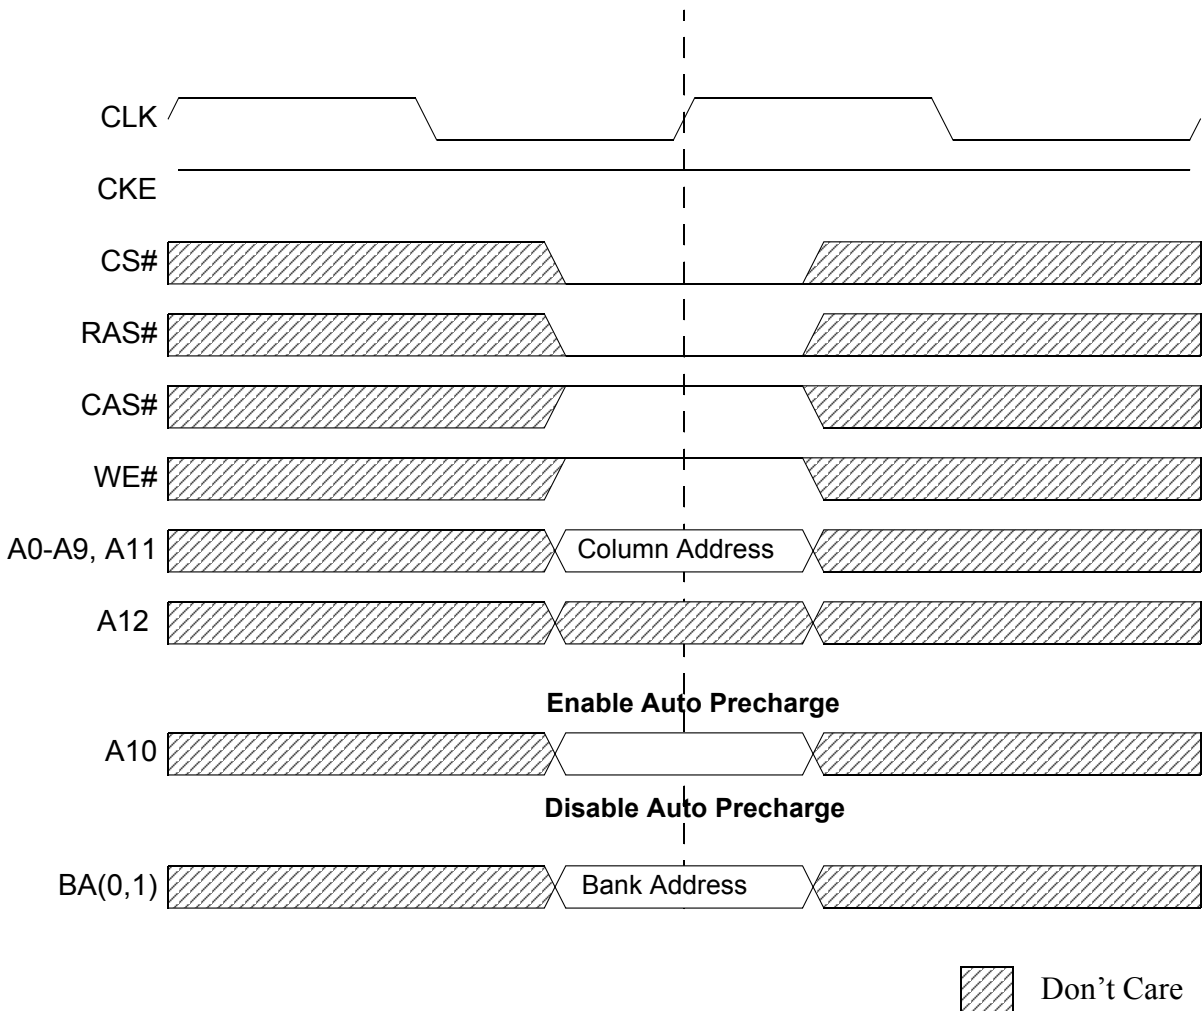 CLK
CKE
CS#
RAS#
CAS#
WE#
A0-A9, A11
Column Address
A12
Enable Auto Precharge
A10
Disable Auto Precharge
BA(0,1)
Bank Address
Don’t Care